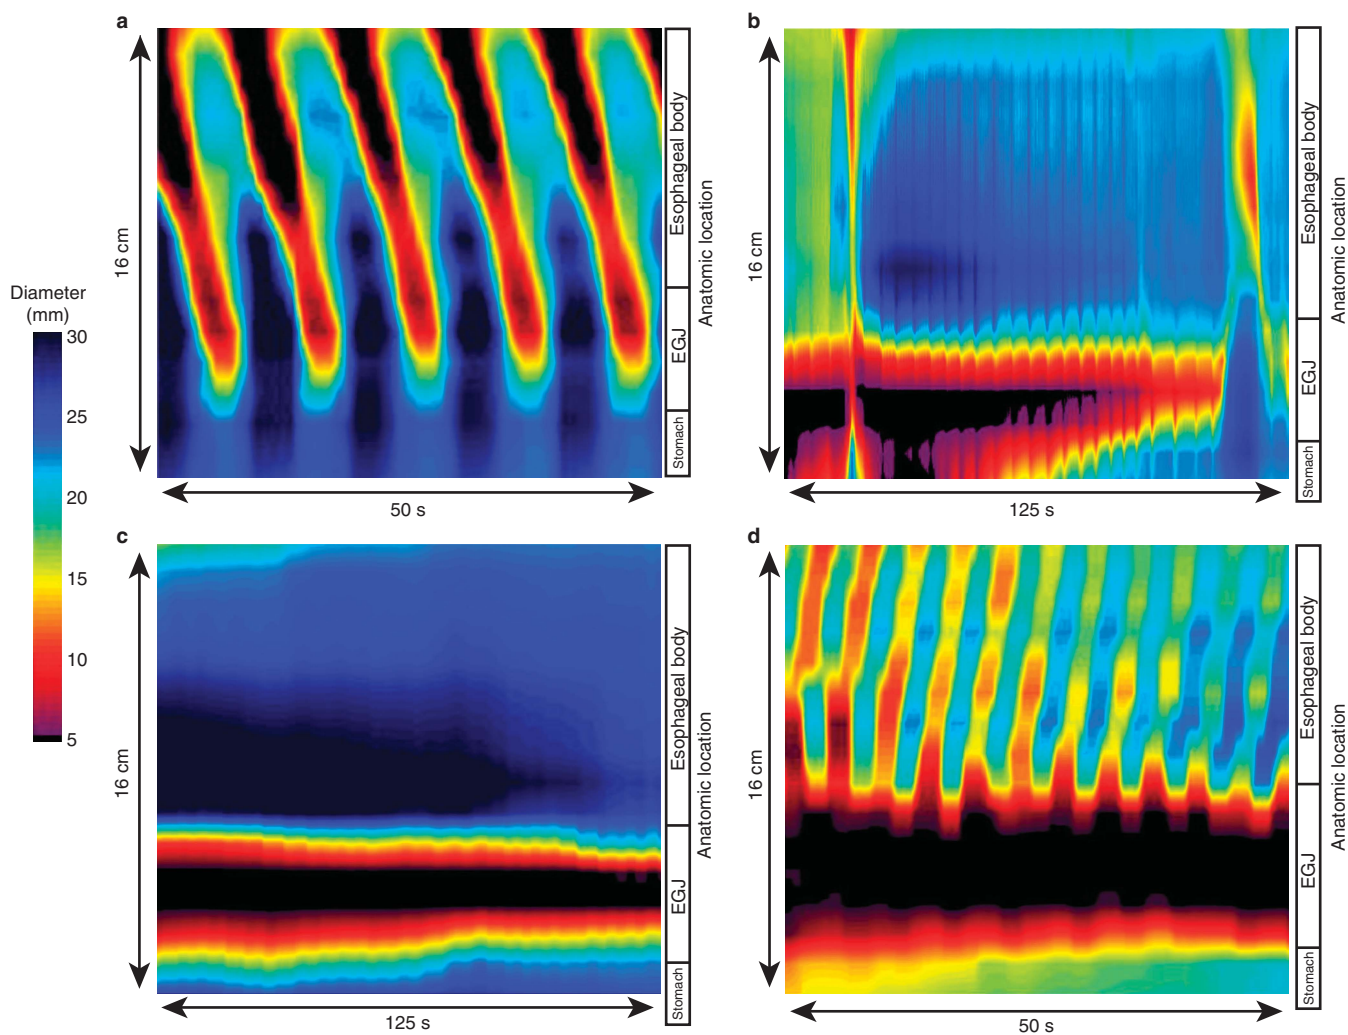 a
16 cm
50 s
Esophageal body
EGJ
Stomach
Anatomic location
b
16 cm
125 s
Esophageal body
EGJ
Stomach
Anatomic location
Diameter
(mm)
30
25
20
15
10
5
c
16 cm
125 s
Esophageal body
EGJ
Stomach
Anatomic location
d
16 cm
50 s
Esophageal body
EGJ
Stomach
Anatomic location